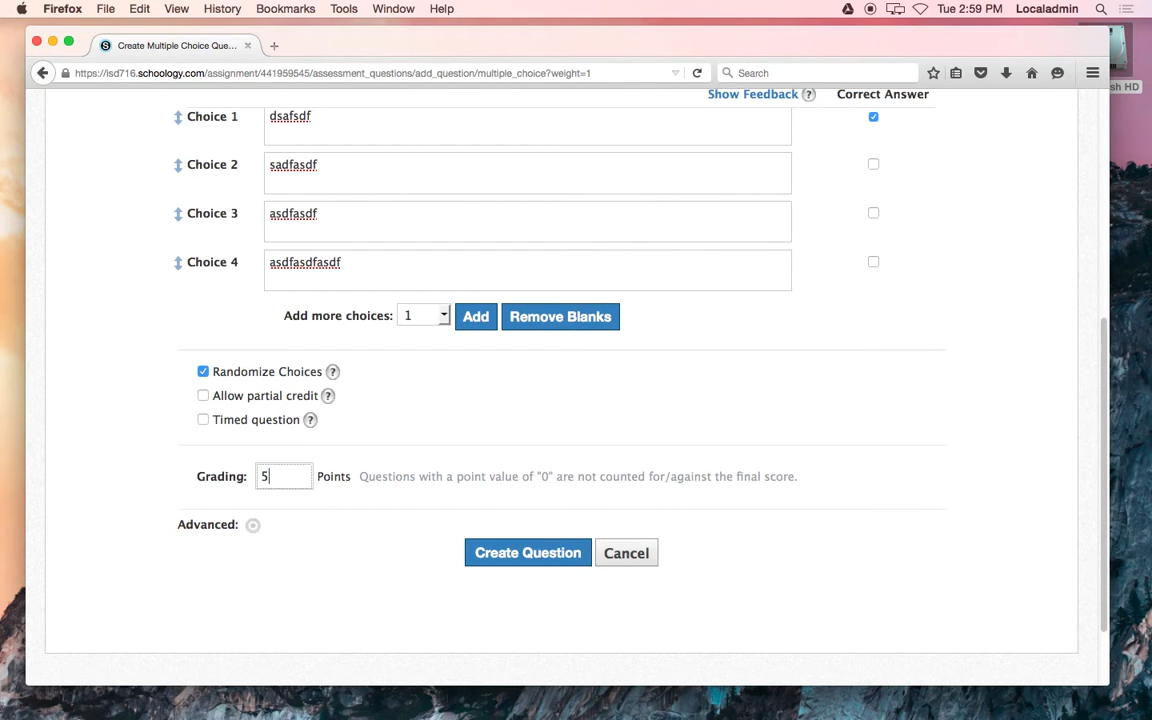 Firefox File Edit View History Bookmarks Tools Window Help Tue 2:59 PM Localadmin
Create Multiple Choice Que...
https://isd716.schoology.com/assignment/441959545/assessment_questions/add_question/multiple_choice?weight=1 Search
sh HD
Show Feedback ? Correct Answer
Choice 1 dsafsdf
Choice 2 sadfasdf
Choice 3 asdfasdf
Choice 4 asdfasdfasdf
Add more choices: 1 Add Remove Blanks
Randomize Choices ?
Allow partial credit ?
Timed question ?
Grading: 5 Points Questions with a point value of "0" are not counted for/against the final score.
Advanced:
Create Question Cancel